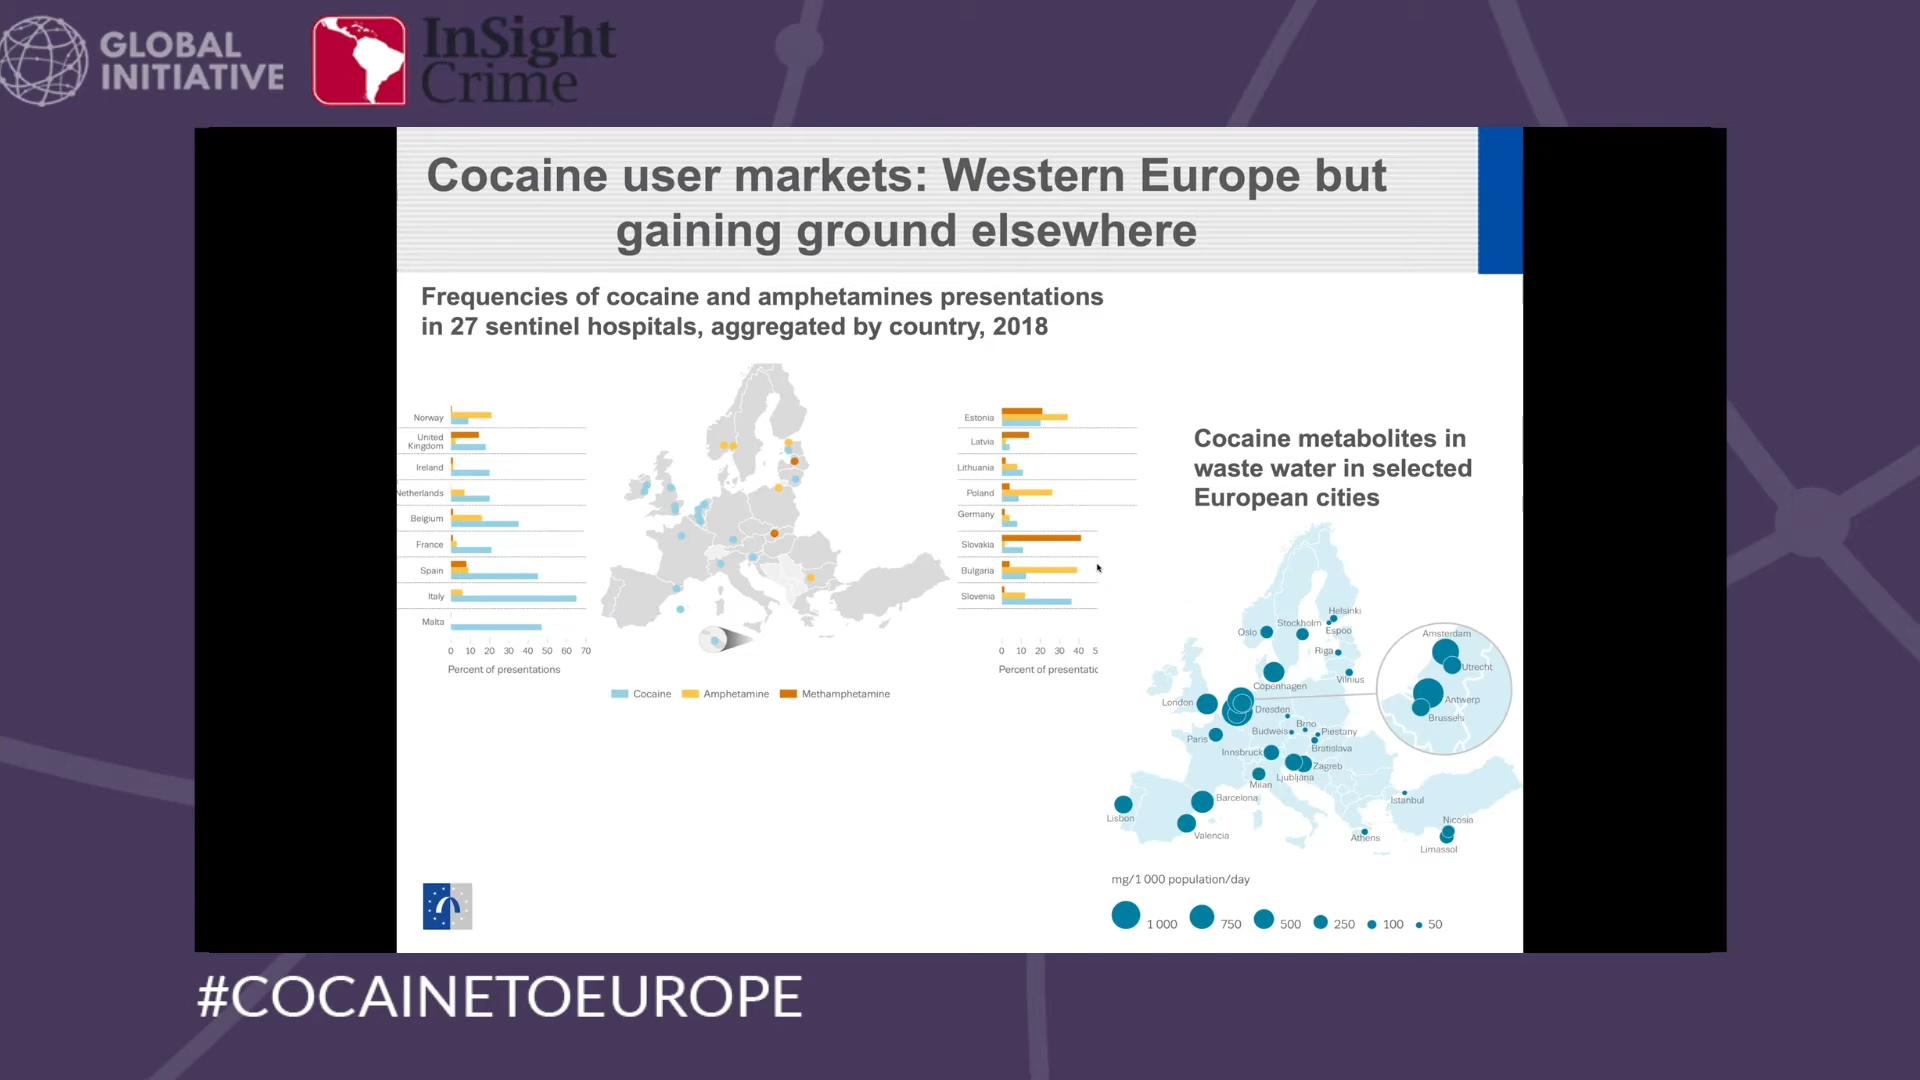 GLOBAL
INITIATIVE
InSight
Crime
Cocaine user markets: Western Europe but
gaining ground elsewhere
Frequencies of cocaine and amphetamines presentations
in 27 sentinel hospitals, aggregated by country, 2018
Norway
United
Kingdom
Ireland
Netherlands
Belgium
France
Spain
Italy
Malta
0 10 20 30 40 50 60 70
Percent of presentations
Estonia
Latvia
Lithuania
Poland
Germany
Slovakia
Bulgaria
Slovenia
0 10 20 30 40 5
Percent of presentatic
Cocaine
Amphetamine
Methamphetamine
Cocaine metabolites in
waste water in selected
European cities
Helsinki
Stockholm
Espoo
Oslo
Riga
Vilnius
Copenhagen
London
Dresden
Brno
Budweis
Piestany
Paris
Bratislava
Innsbruck
Zagreb
Ljubljana
Milan
Barcelona
Istanbul
Lisbon
Valencia
Athens
Nicosia
Limassol
Amsterdam
Utrecht
Antwerp
Brussels
mg/1 000 population/day
1 000 750 500 250 100 50
#COCAINETOEUROPE